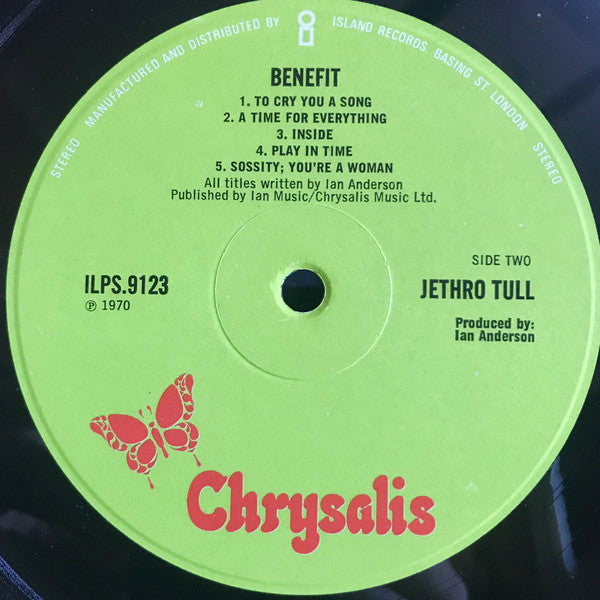 STEREO MANUFACTURED AND DISTRIBUTED BY ISLAND RECORDS, BASING ST. LONDON STEREO
BENEFIT
1. TO CRY YOU A SONG
2. A TIME FOR EVERYTHING
3. INSIDE
4. PLAY IN TIME
5. SOSSITY; YOU'RE A WOMAN
All titles written by Ian Anderson
Published by Ian Music/Chrysalis Music Ltd.
SIDE TWO
ILPS.9123
℗ 1970
JETHRO TULL
Produced by:
Ian Anderson
Chrysalis